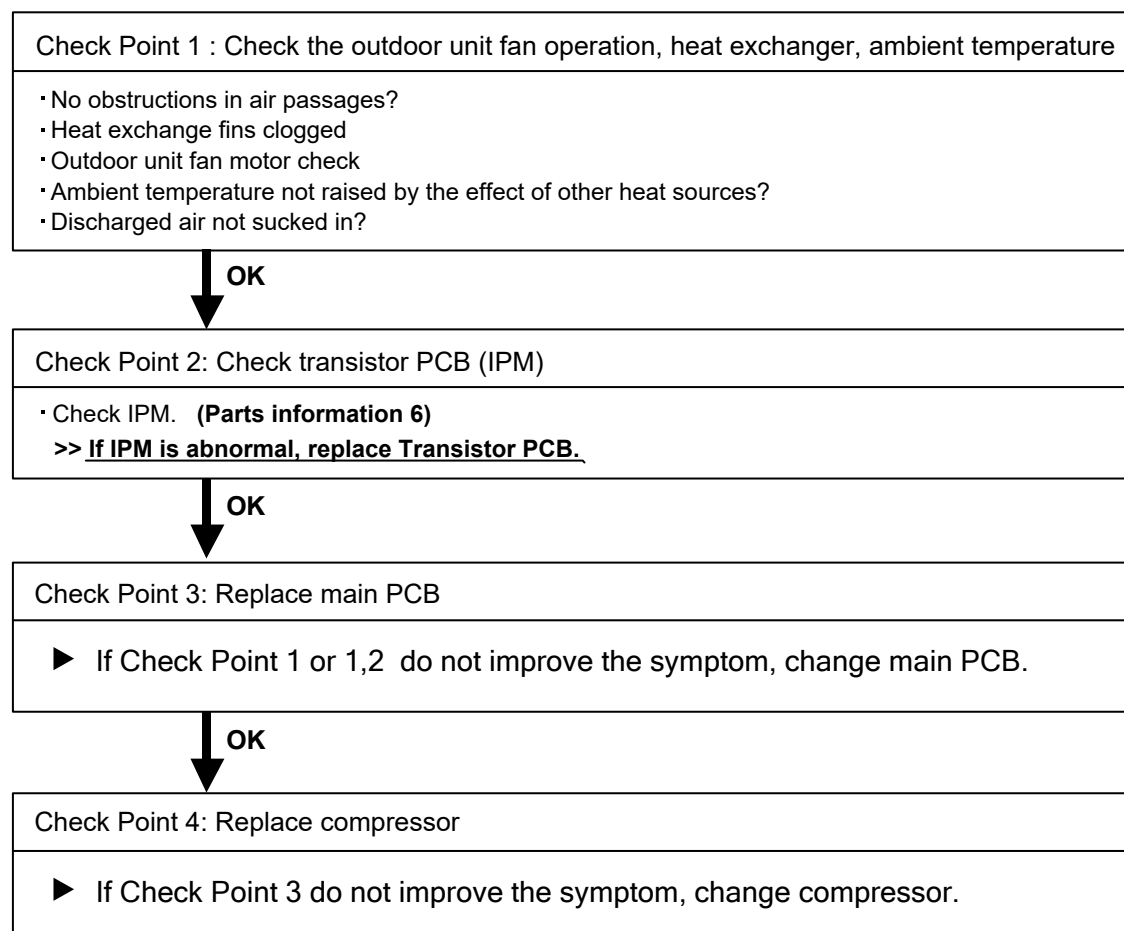 Check Point 1 : Check the outdoor unit fan operation, heat exchanger, ambient temperature
・No obstructions in air passages?
・Heat exchange fins clogged
・Outdoor unit fan motor check
・Ambient temperature not raised by the effect of other heat sources?
・Discharged air not sucked in?
OK
Check Point 2: Check transistor PCB (IPM)
・Check IPM. (Parts information 6)
>> If IPM is abnormal, replace Transistor PCB.
OK
Check Point 3: Replace main PCB
▶ If Check Point 1 or 1,2 do not improve the symptom, change main PCB.
OK
Check Point 4: Replace compressor
▶ If Check Point 3 do not improve the symptom, change compressor.